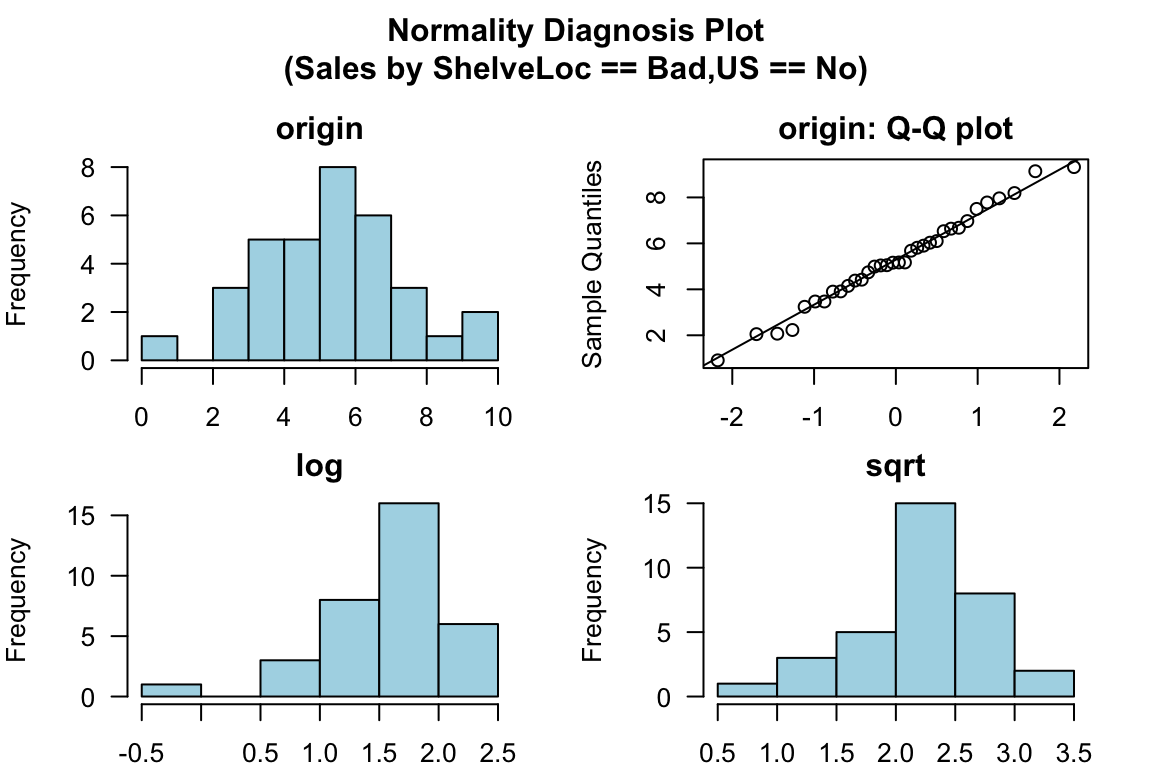 Normality Diagnosis Plot
(Sales by ShelveLoc == Bad,US == No)
origin
Frequency
8
6
4
2
0
0 2 4 6 8 10
origin: Q-Q plot
Sample Quantiles
8
6
4
2
-2 -1 0 1 2
log
Frequency
15
10
5
0
-0.5 0.5 1.0 1.5 2.0 2.5
sqrt
Frequency
15
10
5
0
0.5 1.0 1.5 2.0 2.5 3.0 3.5